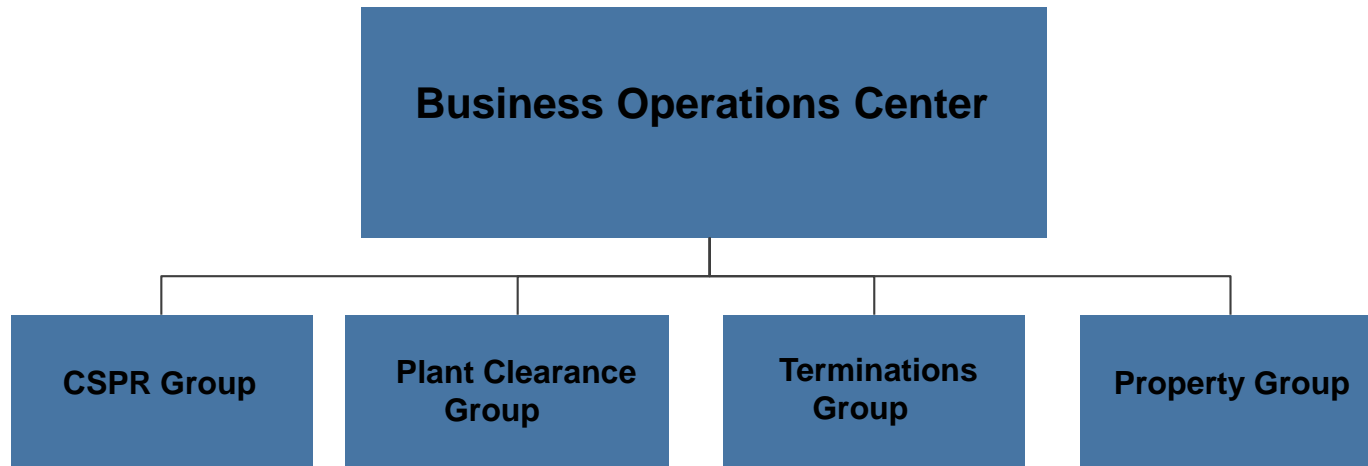 Business Operations Center
CSPR Group
Plant Clearance
Group
Terminations
Group
Property Group